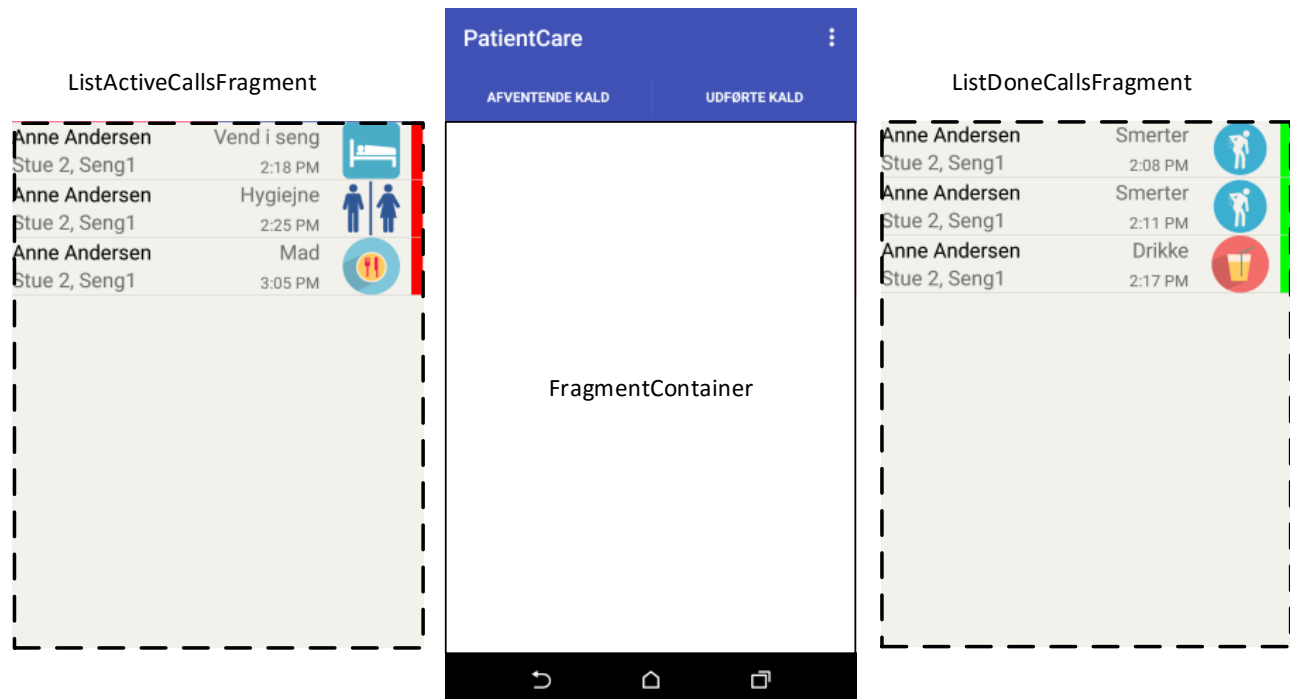 ListActiveCallsFragment
Anne Andersen Vend i seng
Stue 2, Seng1 2:18 PM
Anne Andersen Hygiejne
Stue 2, Seng1 2:25 PM
Anne Andersen Mad
Stue 2, Seng1 3:05 PM
PatientCare
AFVENTENDE KALD UDFØRTE KALD
FragmentContainer
ListDoneCallsFragment
Anne Andersen Smerter
Stue 2, Seng1 2:08 PM
Anne Andersen Smerter
Stue 2, Seng1 2:11 PM
Anne Andersen Drikke
Stue 2, Seng1 2:17 PM